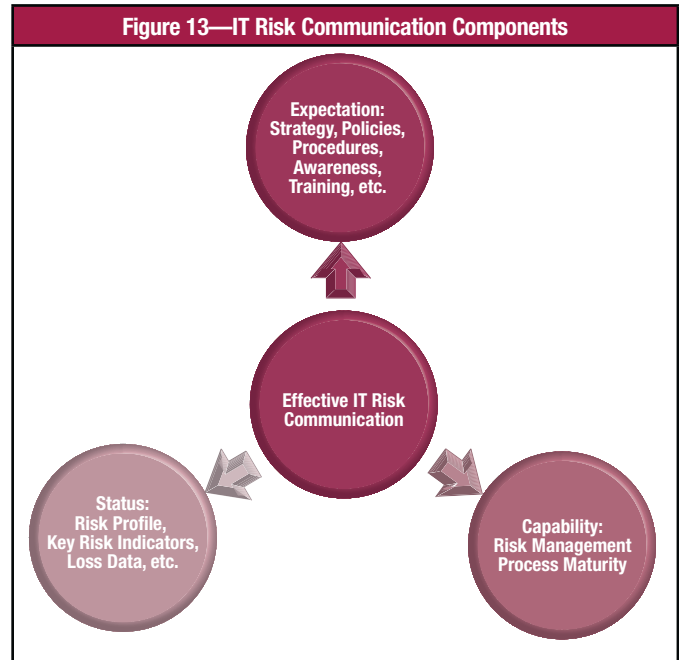 Figure 13—IT Risk Communication Components
Expectation:
Strategy, Policies,
Procedures,
Awareness,
Training, etc.
Effective IT Risk
Communication
Status:
Risk Profile,
Key Risk Indicators,
Loss Data, etc.
Capability:
Risk Management
Process Maturity